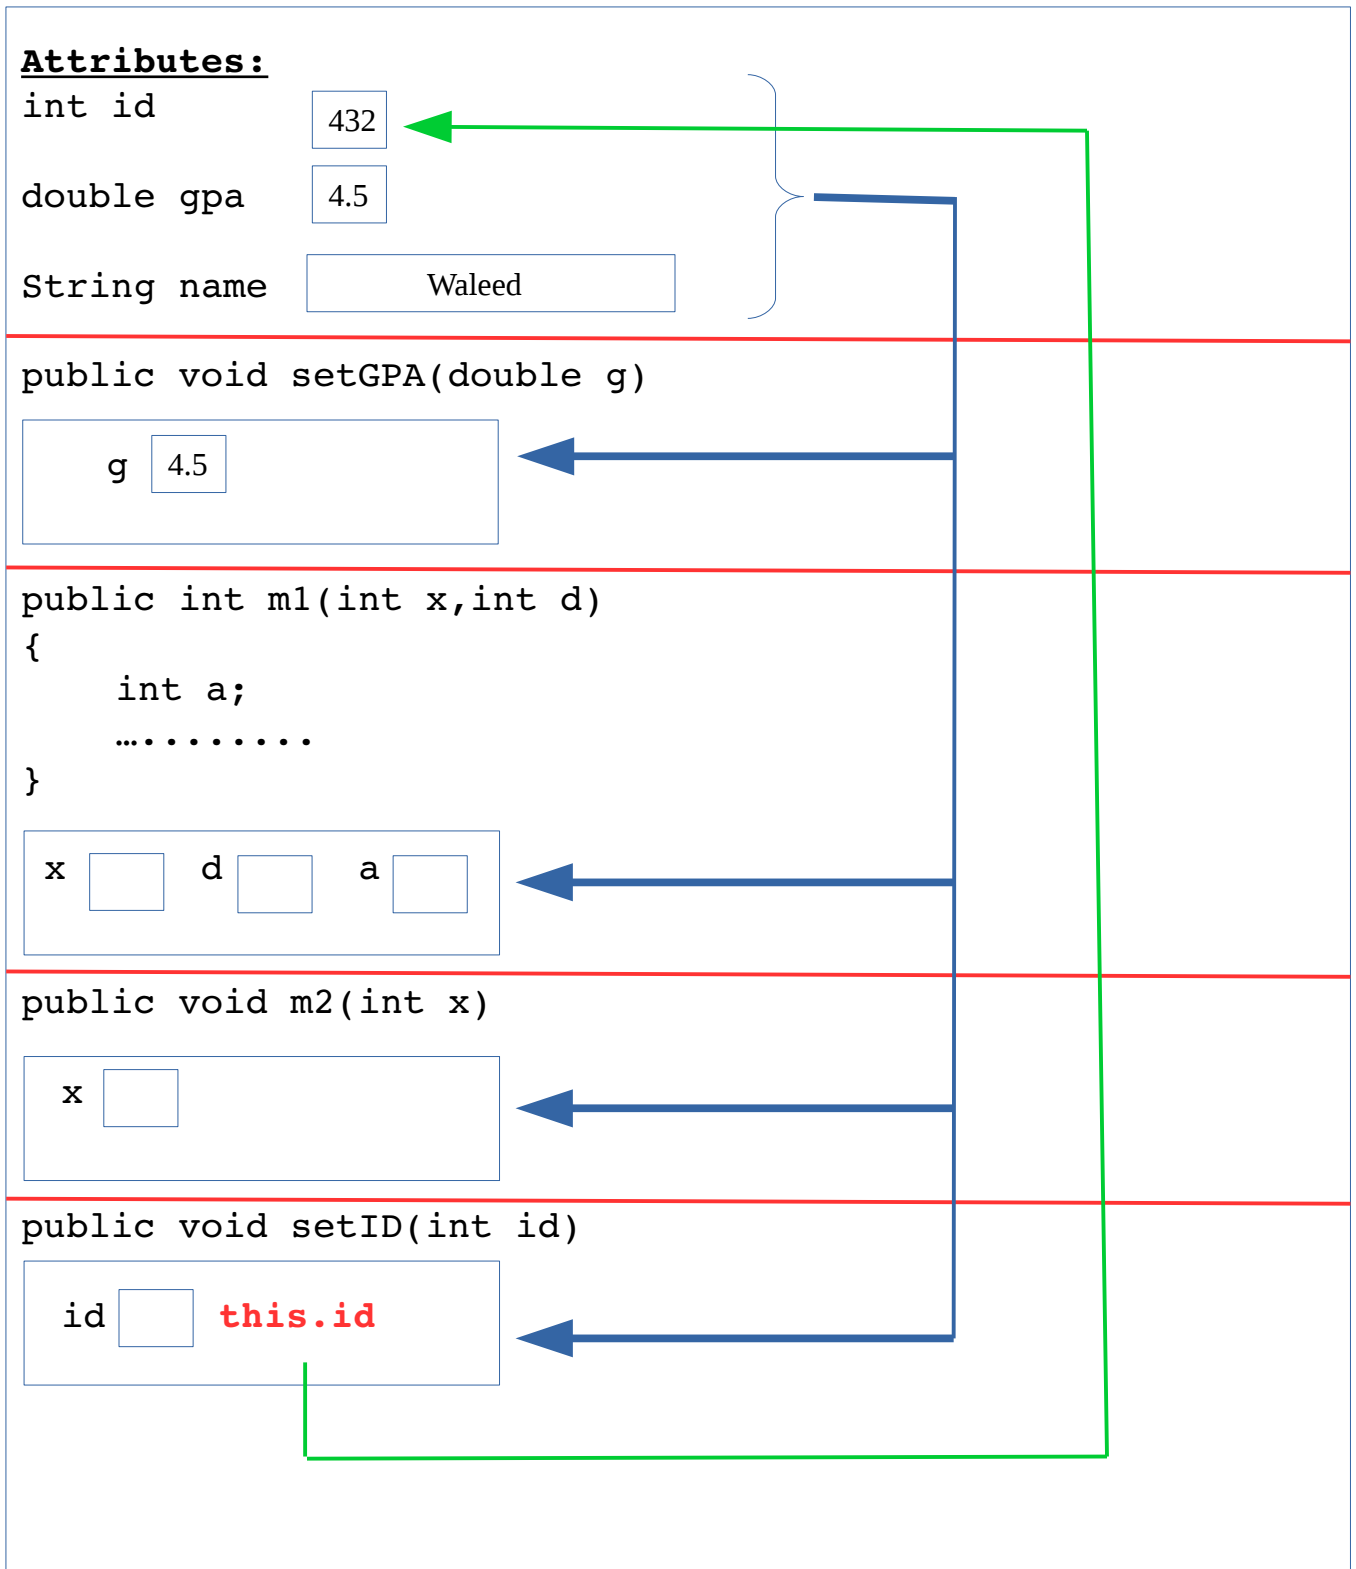 Attributes:
int id 432
double gpa 4.5
String name Waleed
public void setGPA(double g)
g 4.5
public int m1(int x,int d)
{
int a;
….........
}
x d a
public void m2(int x)
x
public void setID(int id)
id this.id